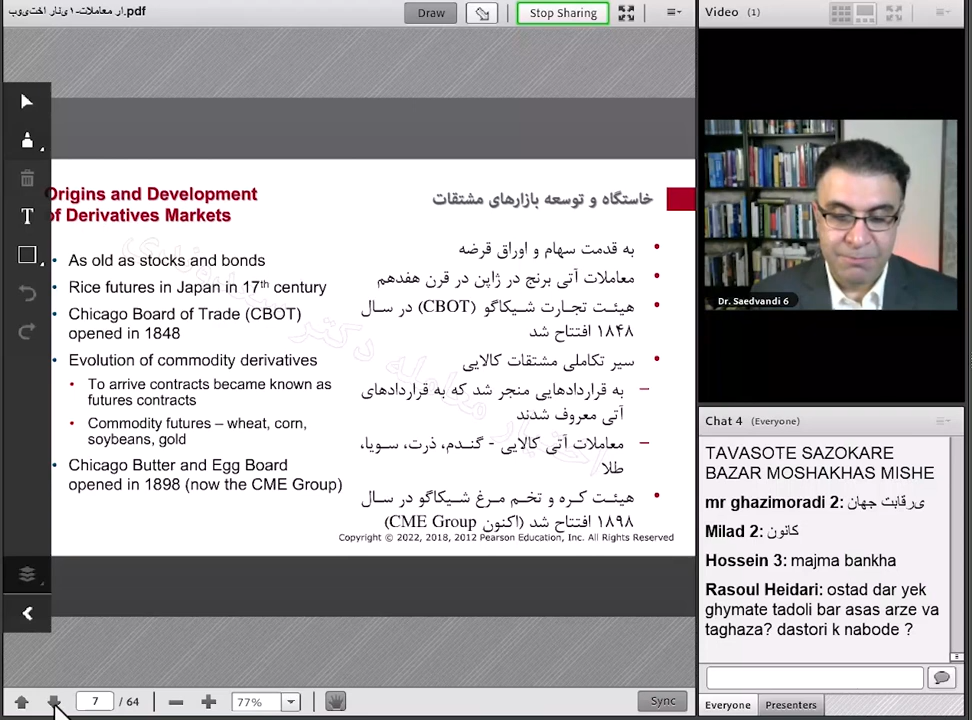 ار معاملات-۱ینار اختیوپ.pdf
Draw
Stop Sharing
Video (1)
Dr. Saedvandi 6
T
Origins and Development
of Derivatives Markets
• As old as stocks and bonds
• Rice futures in Japan in 17th century
• Chicago Board of Trade (CBOT)
opened in 1848
• Evolution of commodity derivatives
• To arrive contracts became known as
futures contracts
• Commodity futures – wheat, corn,
soybeans, gold
• Chicago Butter and Egg Board
opened in 1898 (now the CME Group)
خاستگاه و توسعه بازارهای مشتقات
• به قدمت سهام و اوراق قرضه
• معاملات آتی برنج در ژاپن در قرن هفدهم
• هیئت تجارت شیکاگو (CBOT) در سال
۱۸۴۸ افتتاح شد
• سیر تکاملی مشتقات کالایی
– به قراردادهایی منجر شد که به قراردادهای
آتی معروف شدند
– معاملات آتی کالایی - گندم، ذرت، سویا،
طلا
• هیئت کره و تخم مرغ شیکاگو در سال
۱۸۹۸ افتتاح شد (اکنون CME Group)
Copyright © 2022, 2018, 2012 Pearson Education, Inc. All Rights Reserved
Chat 4 (Everyone)
TAVASOTE SAZOKARE
BAZAR MOSHAKHAS MISHE
mr ghazimoradi 2: یرقابت جهان
Milad 2: کانون
Hossein 3: majma bankha
Rasoul Heidari: ostad dar yek
ghymate tadoli bar asas arze va
taghaza? dastori k nabode ?
7 / 64
77%
Sync
Everyone
Presenters